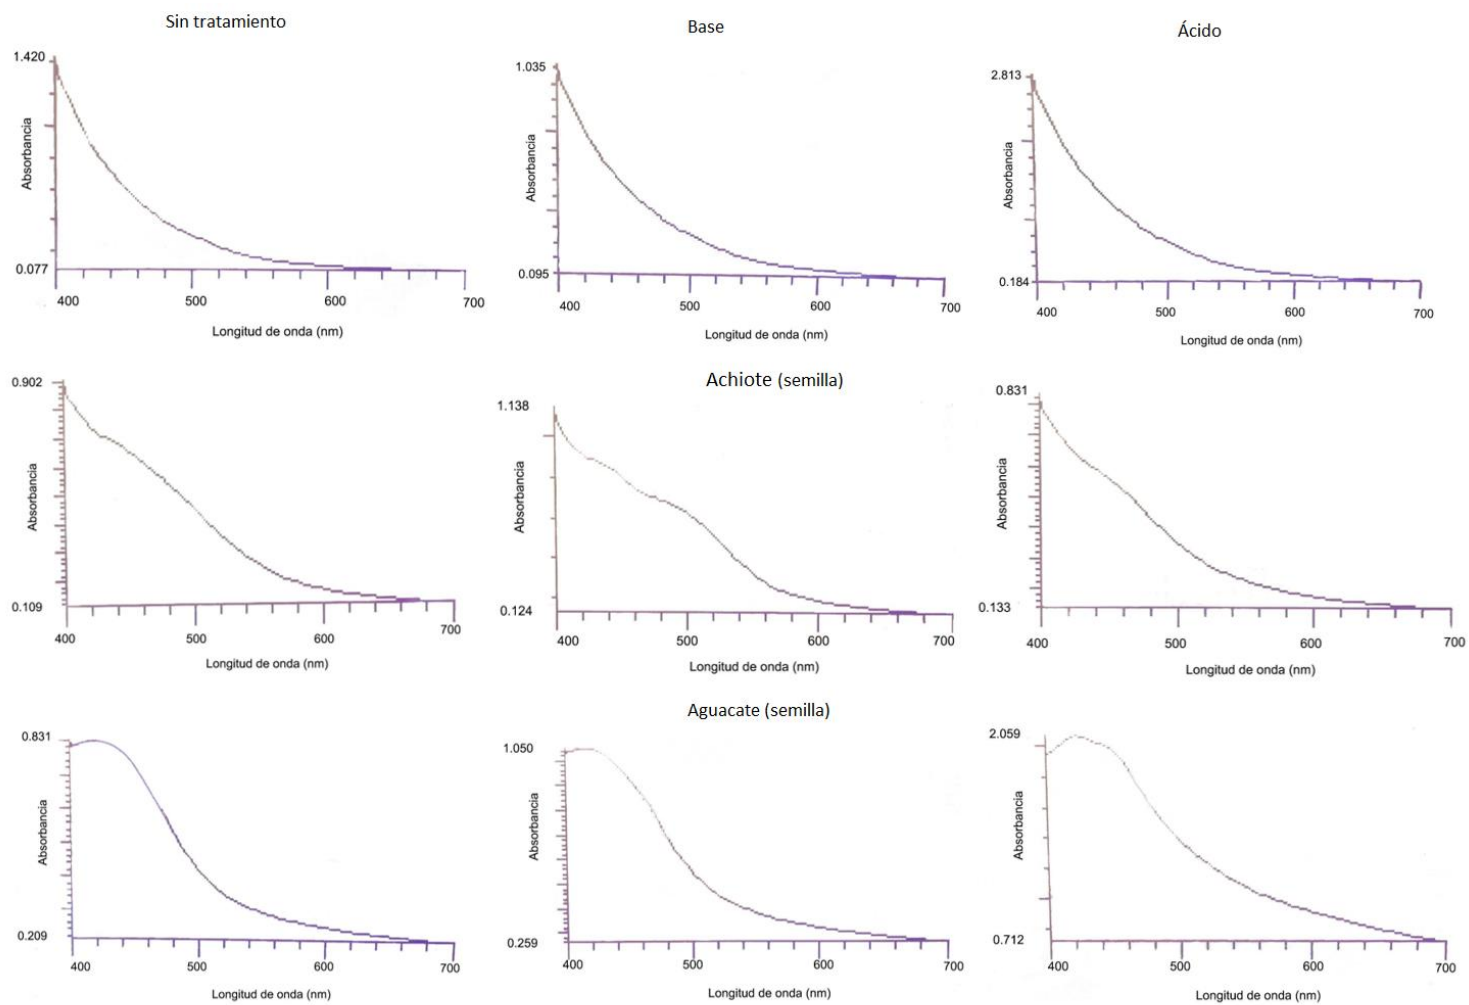 Sin tratamiento
Base
Ácido
1.420
0.077
Absorbancia
400
500
600
700
Longitud de onda (nm)
1.035
0.095
Absorbancia
400
500
600
700
Longitud de onda (nm)
2.813
0.184
Absorbancia
400
500
600
700
Longitud de onda (nm)
Achiote (semilla)
0.902
0.109
Absorbancia
400
500
600
700
Longitud de onda (nm)
1.138
0.124
Absorbancia
400
500
600
700
Longitud de onda (nm)
0.831
0.133
Absorbancia
400
500
600
700
Longitud de onda (nm)
Aguacate (semilla)
0.831
0.209
Absorbancia
400
500
600
700
Longitud de onda (nm)
1.050
0.259
Absorbancia
400
500
600
700
Longitud de onda (nm)
2.059
0.712
Absorbancia
400
500
600
700
Longitud de onda (nm)